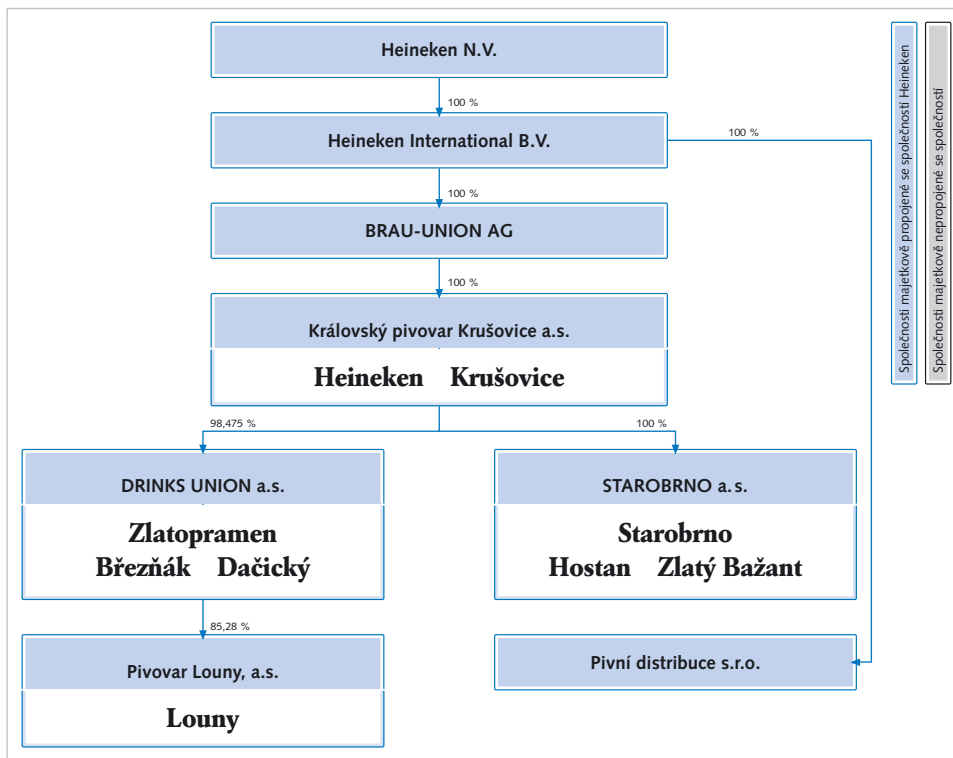 Heineken N.V.
100 %
Heineken International B.V.
100 %
100 %
BRAU-UNION AG
100 %
Královský pivovar Krušovice a.s.
Heineken Krušovice
98,475 %
100 %
DRINKS UNION a.s.
Zlatopramen
Březňák Dačický
STAROBRNO a.s.
Starobrno
Hostan Zlatý Bažant
85,28 %
Pivovar Louny, a.s.
Louny
Pivní distribuce s.r.o.
Společnosti majetkově propojené se společností Heineken
Společnosti majetkově nepropojené se společností